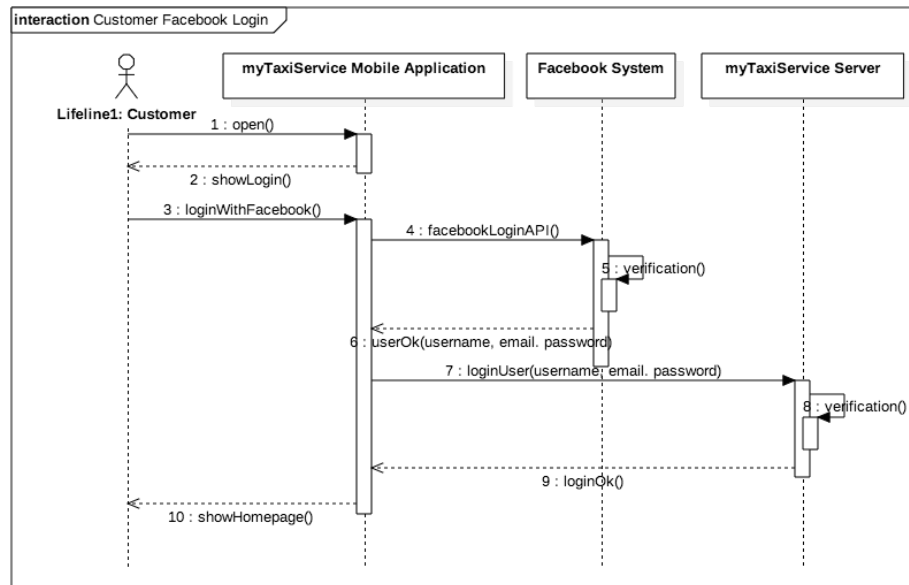 interaction Customer Facebook Login
myTaxiService Mobile Application
Facebook System
myTaxiService Server
Lifeline1: Customer
1 : open()
2 : showLogin()
3 : loginWithFacebook()
4 : facebookLoginAPI()
5 : verification()
6 : userOk(username, email. password)
7 : loginUser(username, email. password)
8 : verification()
9 : loginOk()
10 : showHomepage()